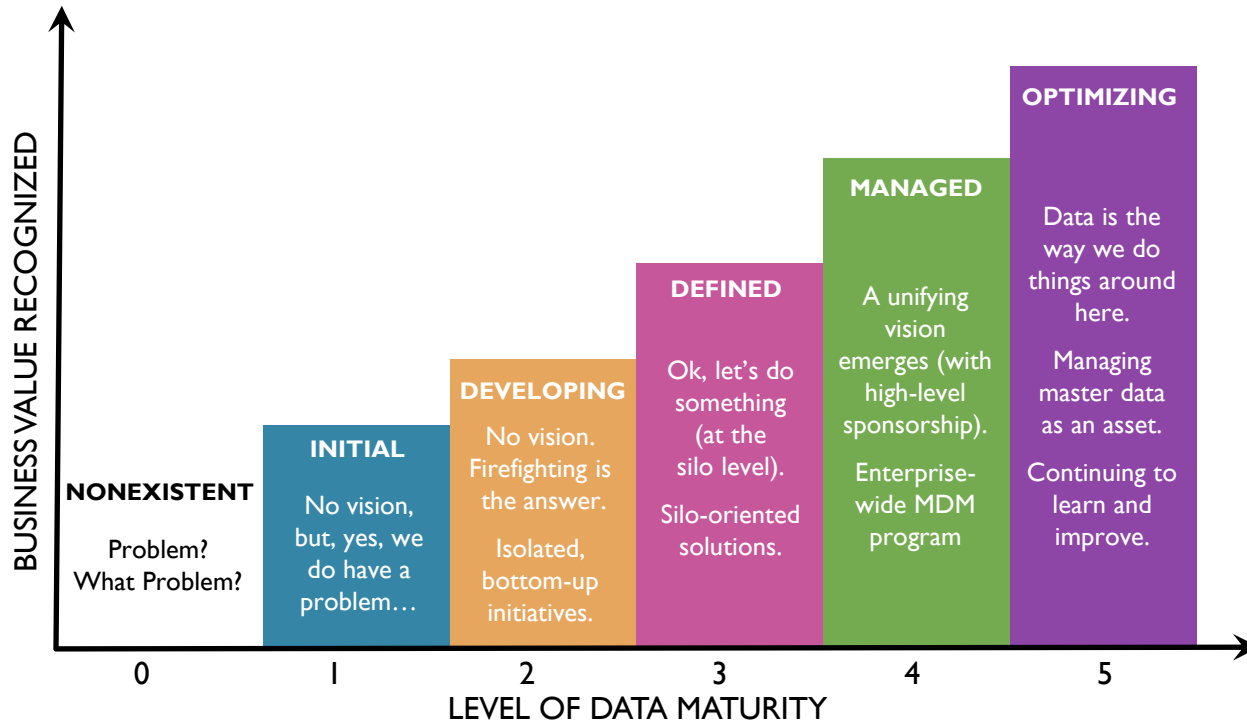 BUSINESS VALUE RECOGNIZED
NONEXISTENT
Problem?
What Problem?
INITIAL
No vision,
but, yes, we
do have a
problem…
DEVELOPING
No vision.
Firefighting is
the answer.
Isolated,
bottom-up
initiatives.
DEFINED
Ok, let’s do
something
(at the
silo level).
Silo-oriented
solutions.
MANAGED
A unifying
vision
emerges (with
high-level
sponsorship).
Enterprise-
wide MDM
program
OPTIMIZING
Data is the
way we do
things around
here.
Managing
master data
as an asset.
Continuing to
learn and
improve.
0 1 2 3 4 5
LEVEL OF DATA MATURITY